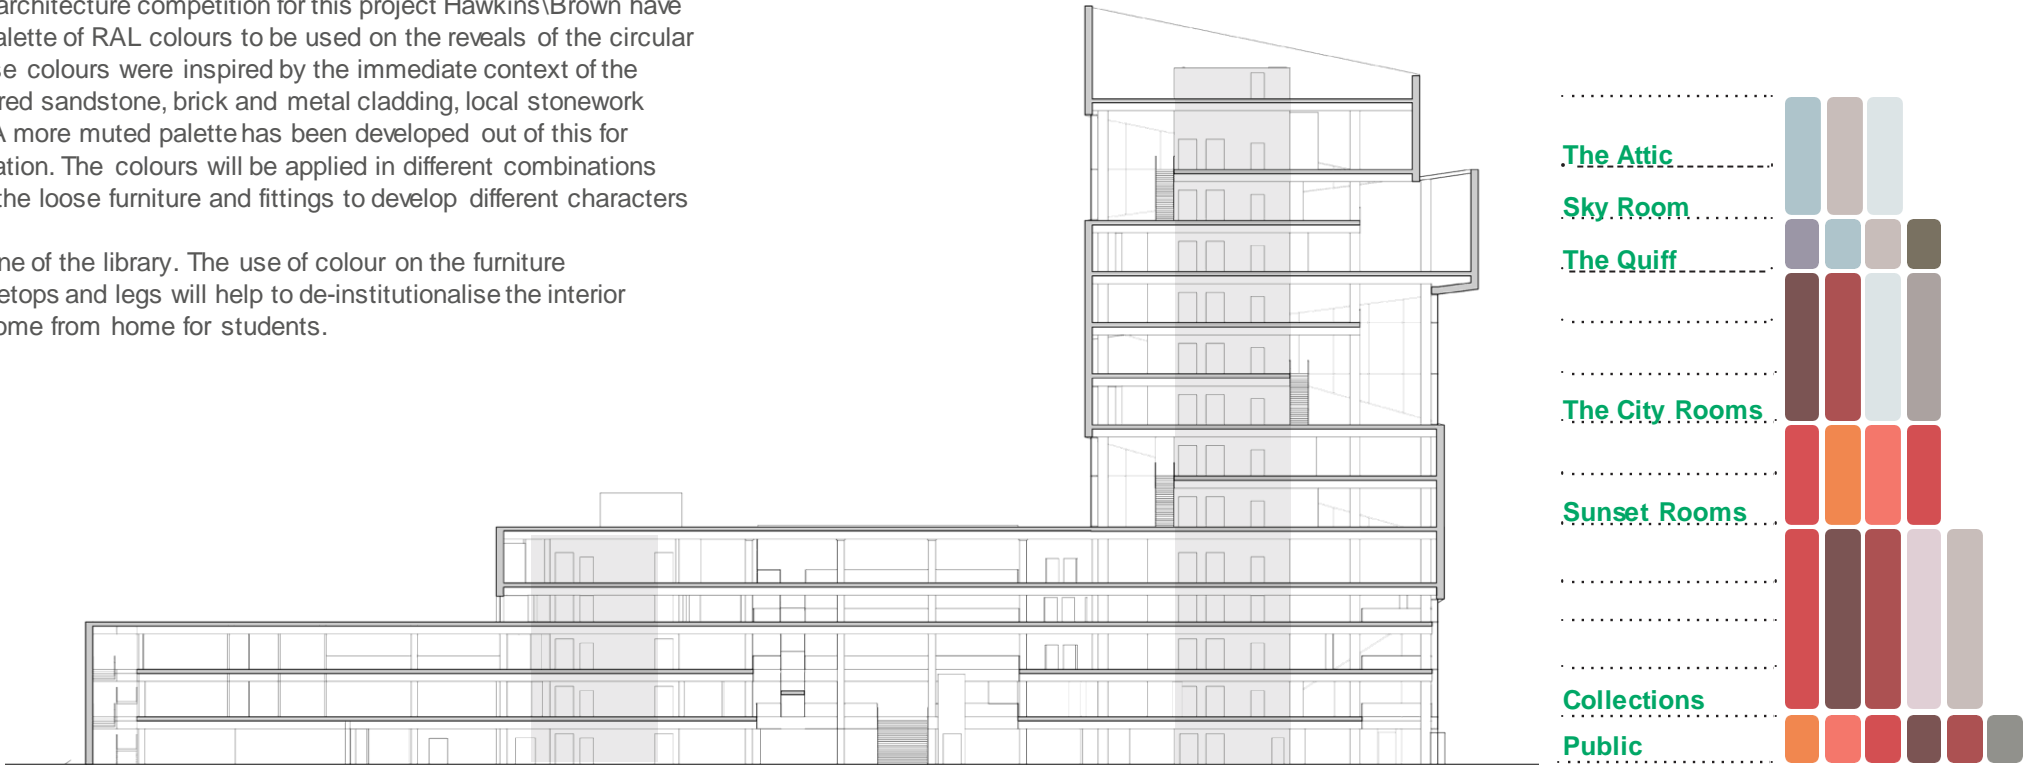 architecture competition for this project Hawkins\Brown have
alette of RAL colours to be used on the reveals of the circular
se colours were inspired by the immediate context of the
red sandstone, brick and metal cladding, local stonework
A more muted palette has been developed out of this for
ation. The colours will be applied in different combinations
the loose furniture and fittings to develop different characters
ne of the library. The use of colour on the furniture
etops and legs will help to de-institutionalise the interior
ome from home for students.
The Attic
Sky Room
The Quiff
The City Rooms
Sunset Rooms
Collections
Public